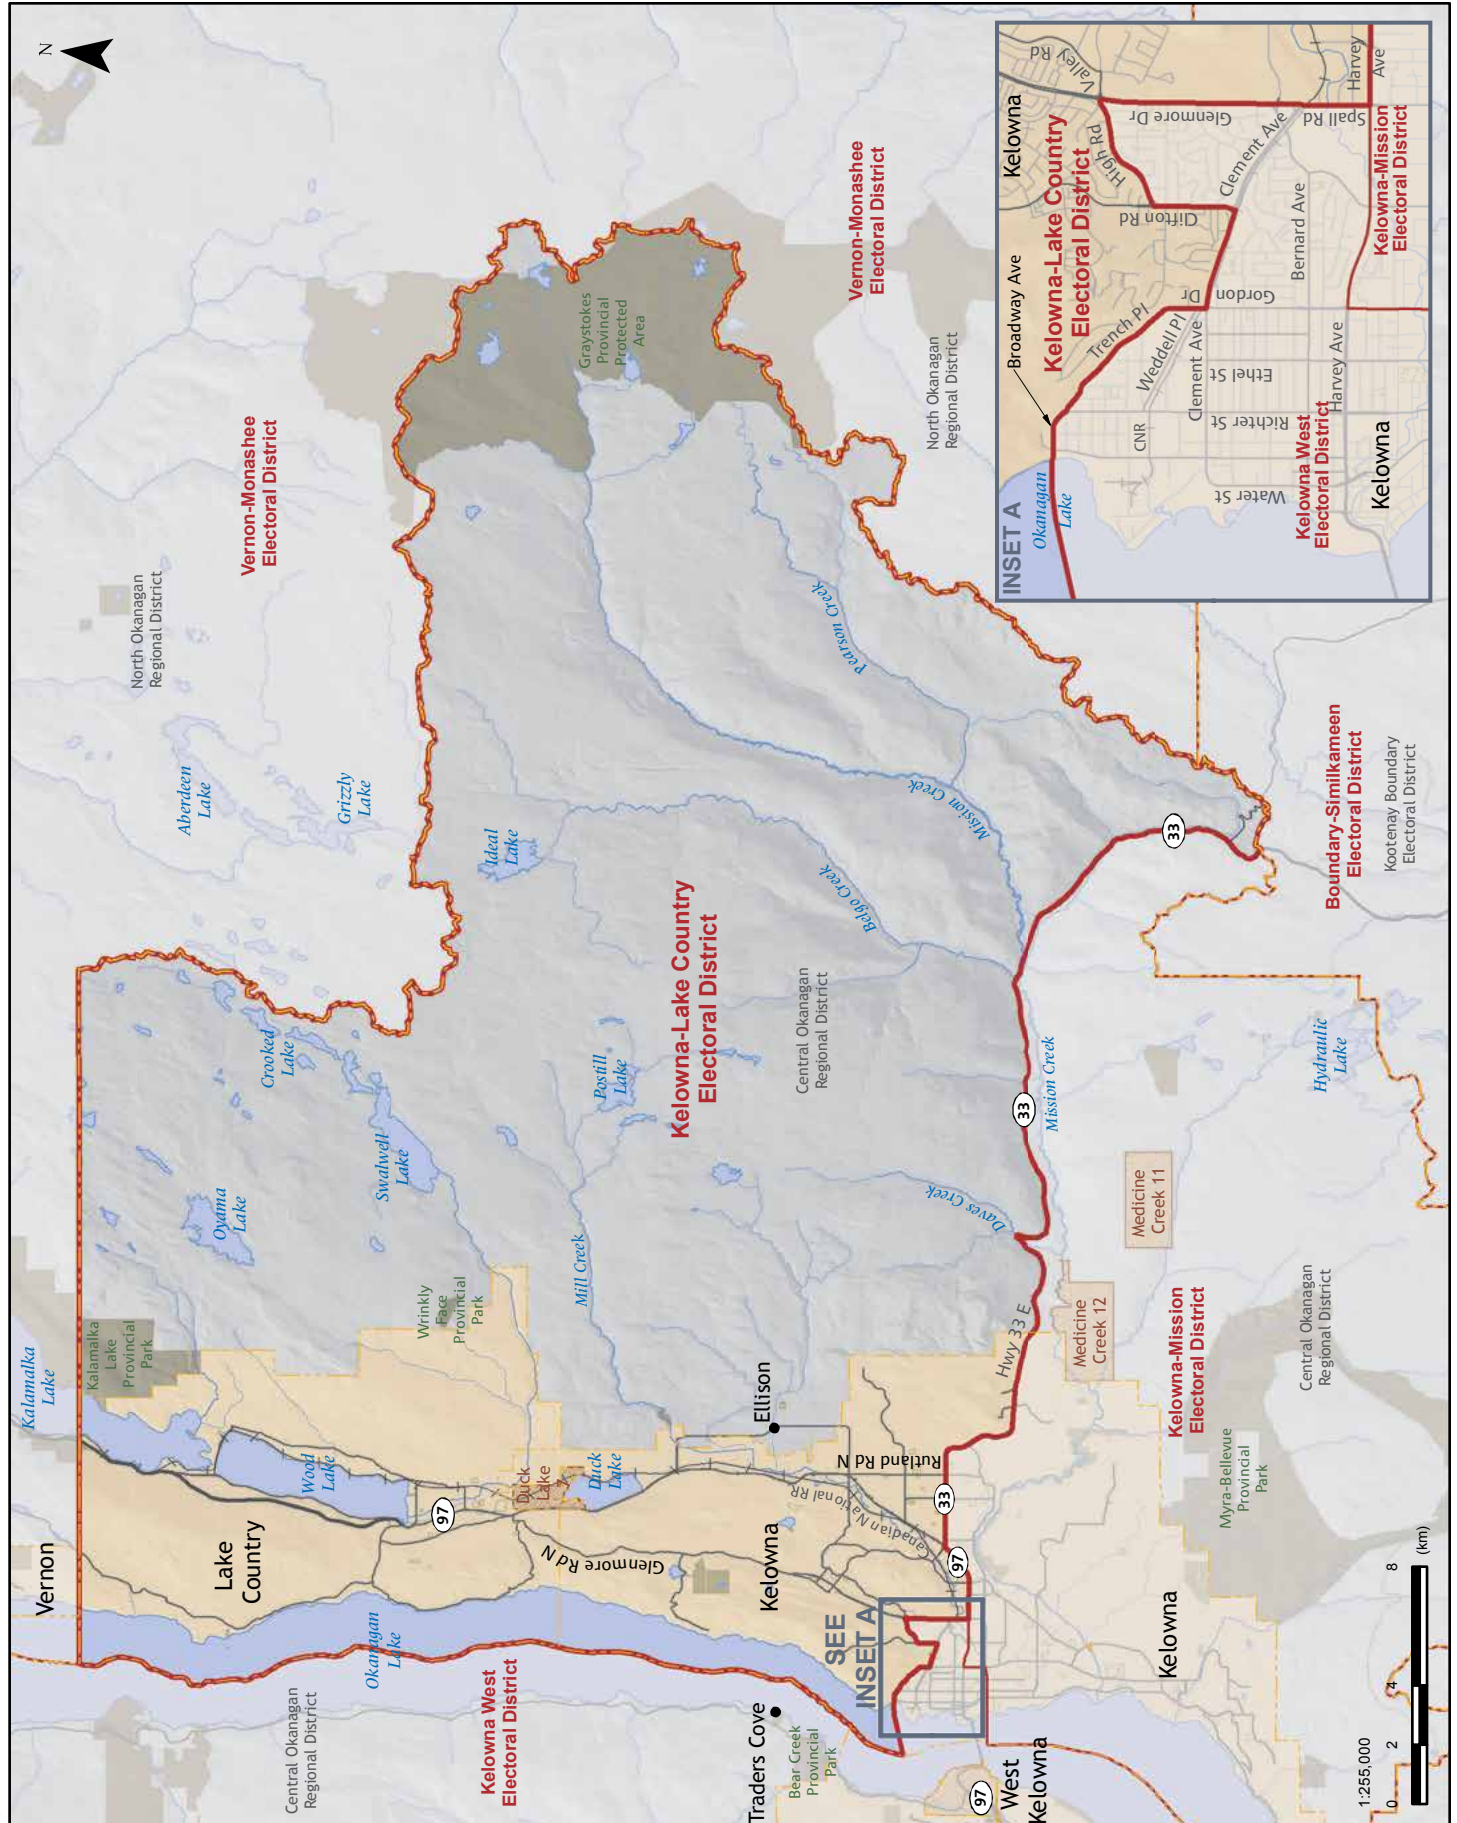 N
Vernon
Lake
Country
Kalamalka
Lake
Kalamalka
Lake
Provincial
Park
Wood
Lake
Okanagan
Lake
Oyama
Lake
Swalwell
Lake
Crooked
Lake
Aberdeen
Lake
Grizzly
Lake
North Okanagan
Regional District
Vernon-Monashee
Electoral District
Wrinkly
Face
Provincial
Park
97
Duck
Lake
Duck
Lake
Central Okanagan
Regional District
Kelowna West
Electoral District
Glenmore Rd N
Mill Creek
Postill
Lake
Ideal
Lake
Kelowna-Lake Country
Electoral District
Graystokes
Provincial
Protected
Area
Vernon-Monashee
Electoral District
North Okanagan
Regional District
Ellison
Kelowna
Canadian National RR
Rutland Rd N
Traders Cove
Bear Creek
Provincial
Park
SEE
INSET A
Central Okanagan
Regional District
Belgo Creek
Pearson Creek
Mission Creek
Daves Creek
33
97
Hwy 33 E
33
Mission Creek
33
97
West
Kelowna
Medicine
Creek 12
Medicine
Creek 11
Kelowna-Mission
Electoral District
Kelowna
Myra-Bellevue
Provincial
Park
Central Okanagan
Regional District
Hydraulic
Lake
Boundary-Similkameen
Electoral District
Kootenay Boundary
Electoral District
1:255,000
0
2
4
8
(km)
INSET A
Okanagan
Lake
Broadway Ave
Kelowna
Kelowna-Lake Country
Electoral District
Valley
Rd
High Rd
Clifton Rd
Glenmore Dr
Trench Pl
Weddell Pl
CNR
Clement Ave
Clement Ave
Gordon
Dr
Spall Rd
Ethel St
Richter St
Water St
Bernard Ave
Harvey Ave
Harvey
Ave
Kelowna West
Electoral District
Kelowna
Kelowna-Mission
Electoral District